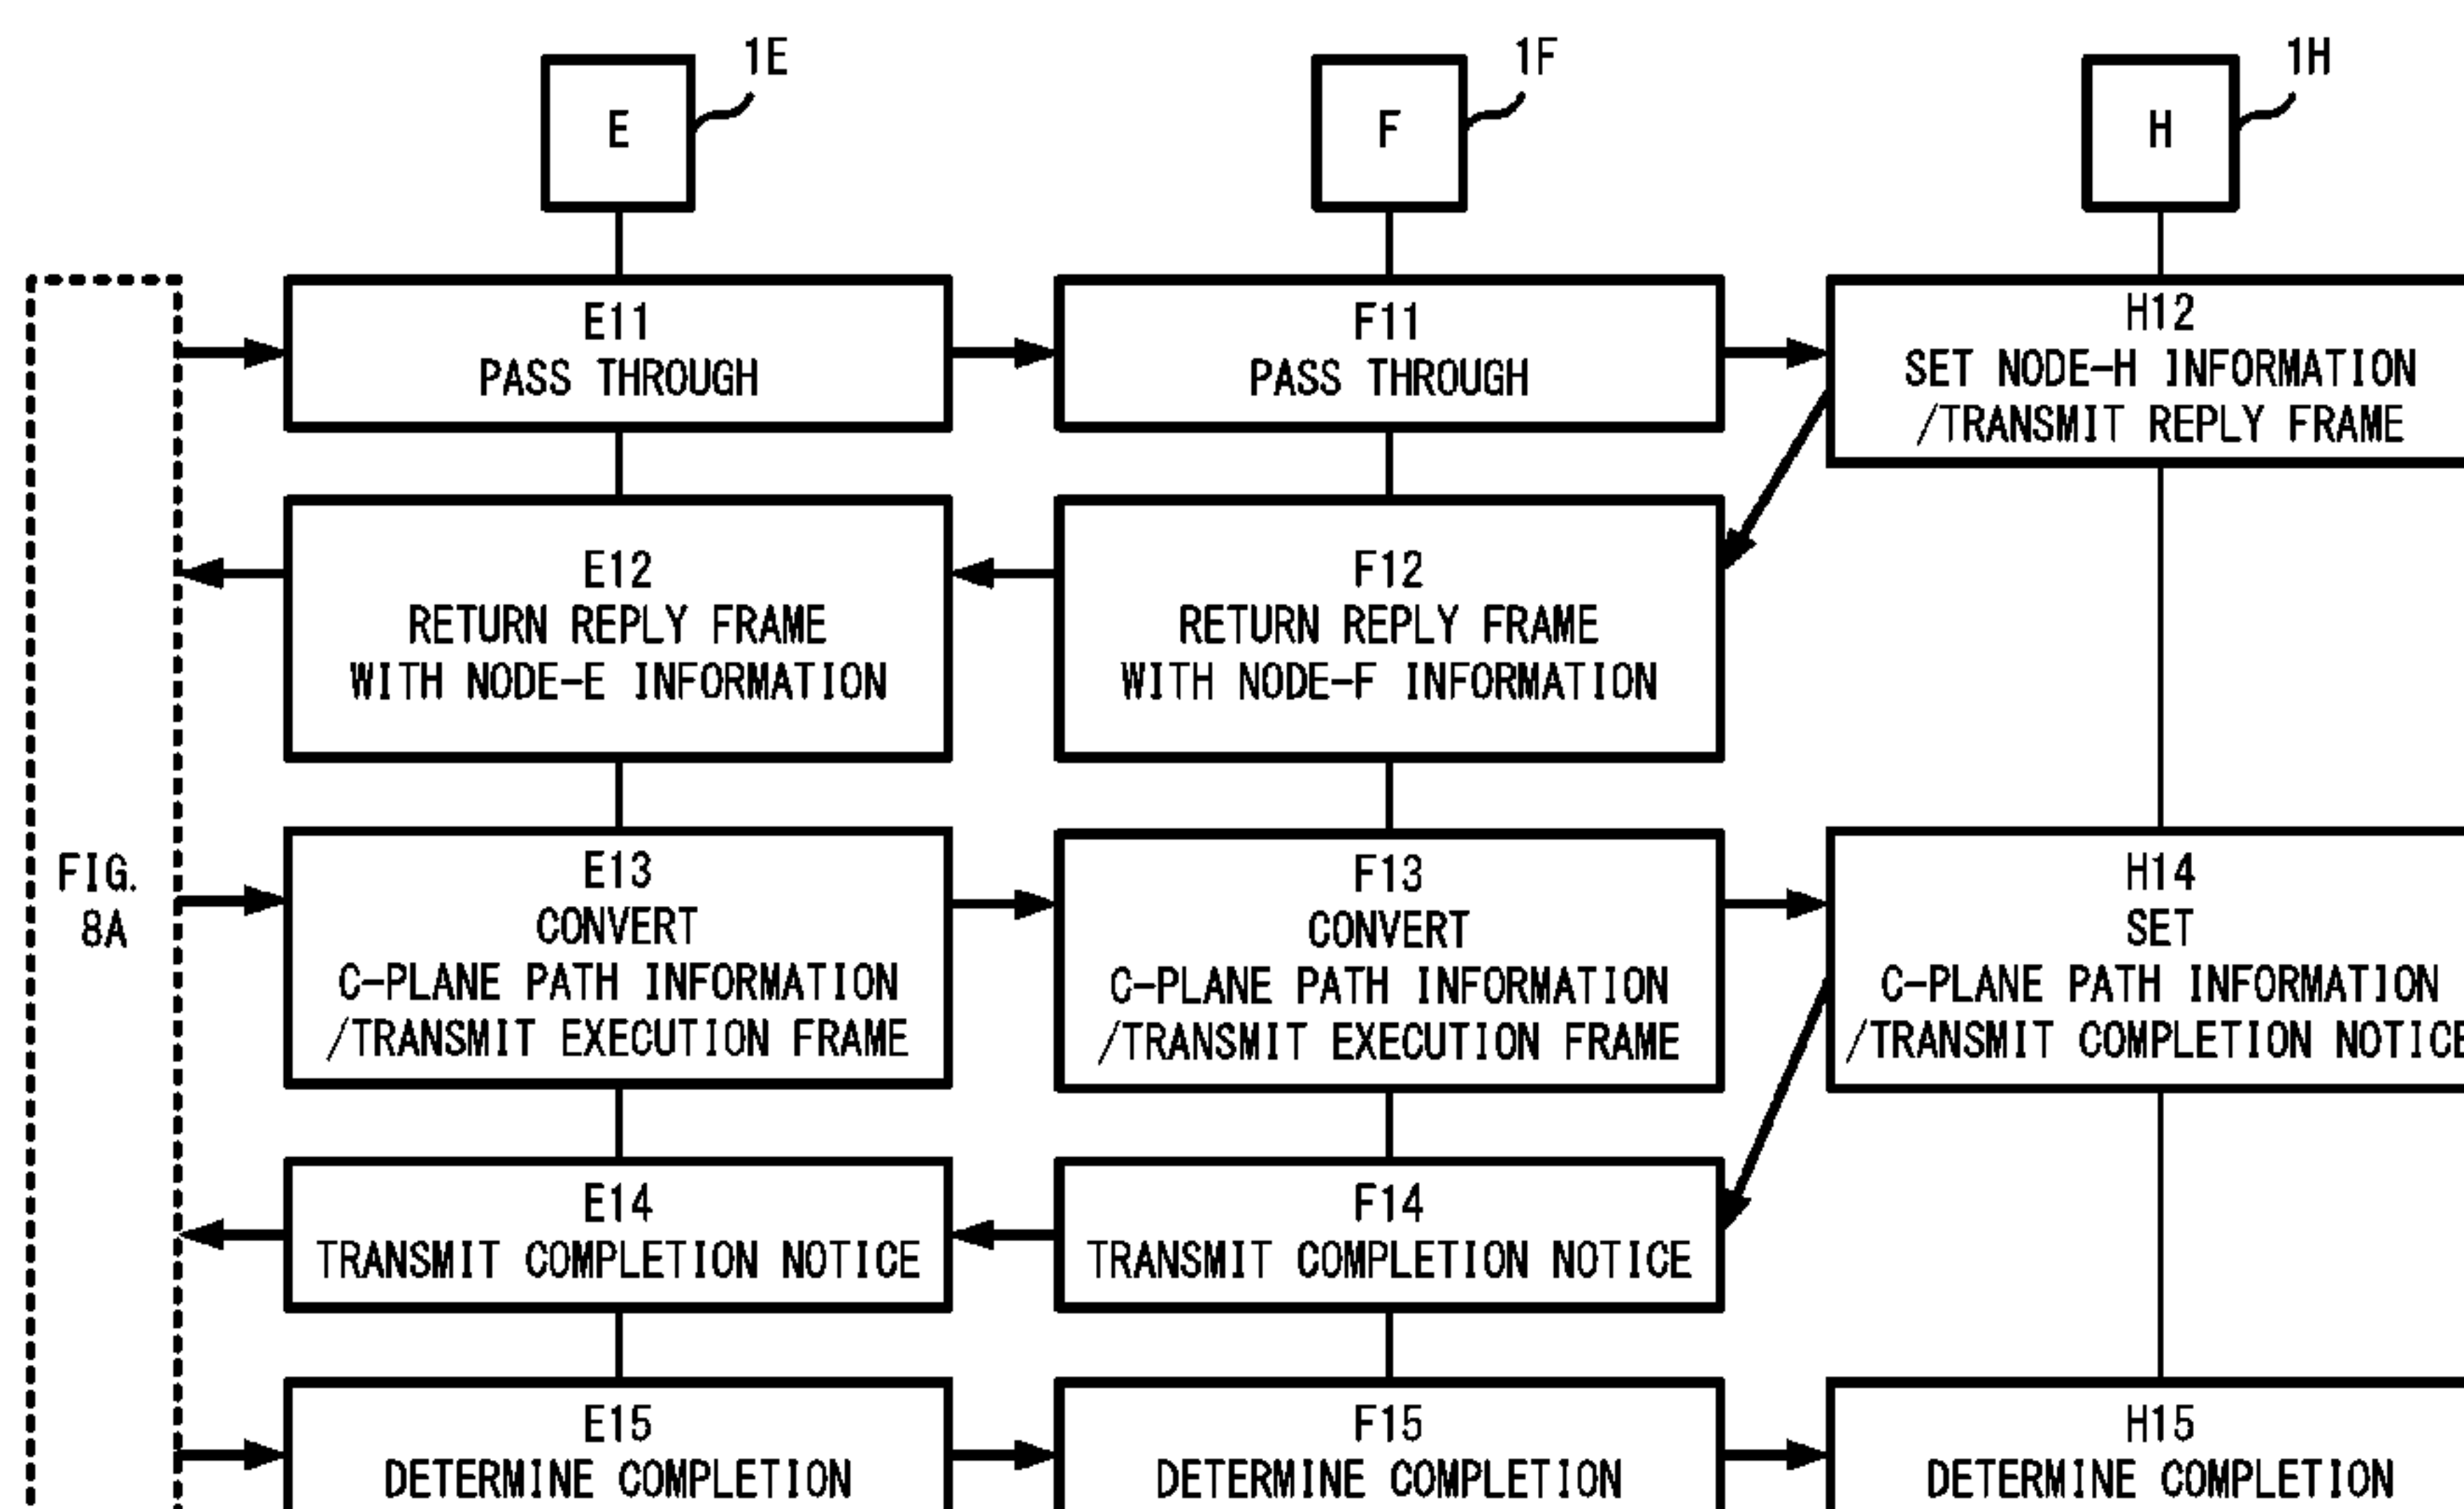 1E
1F
1H
E
F
H
E11
PASS THROUGH
F11
PASS THROUGH
H12
SET NODE-H INFORMATION
/TRANSMIT REPLY FRAME
E12
RETURN REPLY FRAME
WITH NODE-E INFORMATION
F12
RETURN REPLY FRAME
WITH NODE-F INFORMATION
FIG.
8A
E13
CONVERT
C-PLANE PATH INFORMATION
/TRANSMIT EXECUTION FRAME
F13
CONVERT
C-PLANE PATH INFORMATION
/TRANSMIT EXECUTION FRAME
H14
SET
C-PLANE PATH INFORMATION
/TRANSMIT COMPLETION NOTICE
E14
TRANSMIT COMPLETION NOTICE
F14
TRANSMIT COMPLETION NOTICE
E15
DETERMINE COMPLETION
F15
DETERMINE COMPLETION
H15
DETERMINE COMPLETION